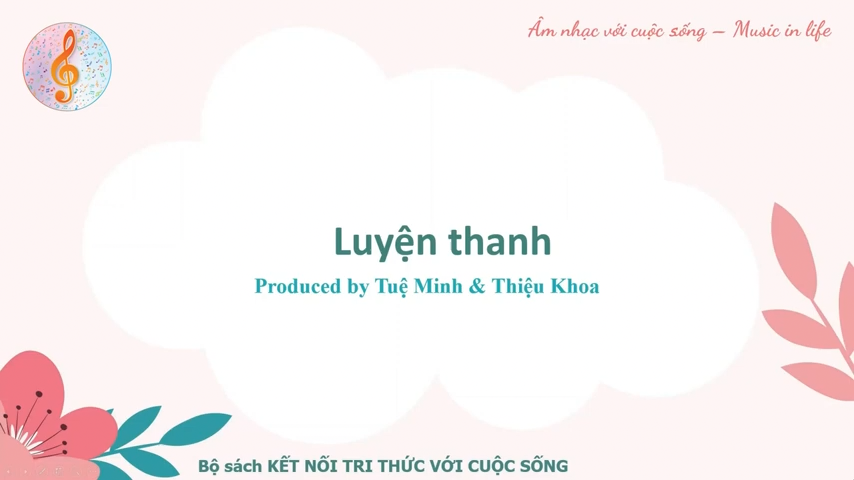 Âm nhạc với cuộc sống – Music in life
Luyện thanh
Produced by Tuệ Minh & Thiệu Khoa
Bộ sách KẾT NỐI TRI THỨC VỚI CUỘC SỐNG